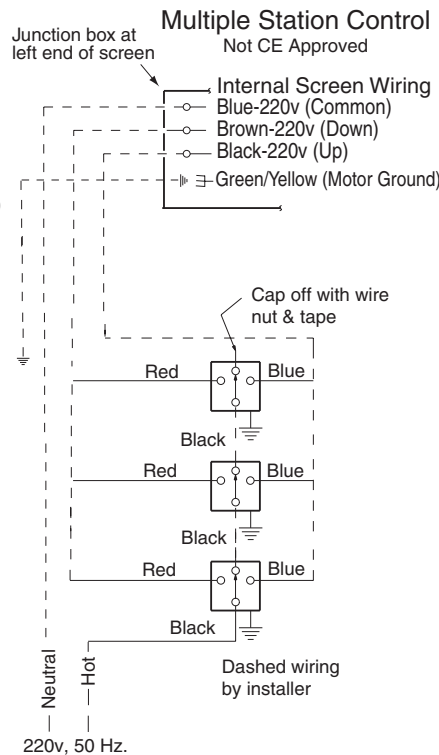 Multiple Station Control
Not CE Approved
Junction box at
left end of screen
Internal Screen Wiring
Blue-220v (Common)
Brown-220v (Down)
Black-220v (Up)
Green/Yellow (Motor Ground)
Cap off with wire
nut & tape
Red
Blue
Black
Red
Blue
Black
Red
Blue
Black
Neutral
Hot
Dashed wiring
by installer
220v, 50 Hz.